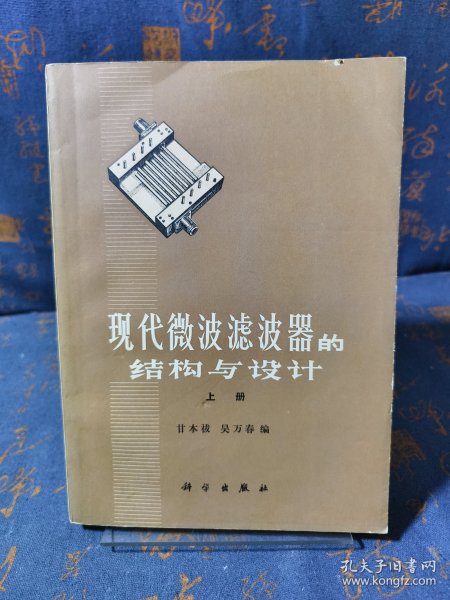 现代微波滤波器的
结构与设计
上 册
甘本祓 吴万春 编
科学出版社
孔夫子旧书网
www.kongfz.com